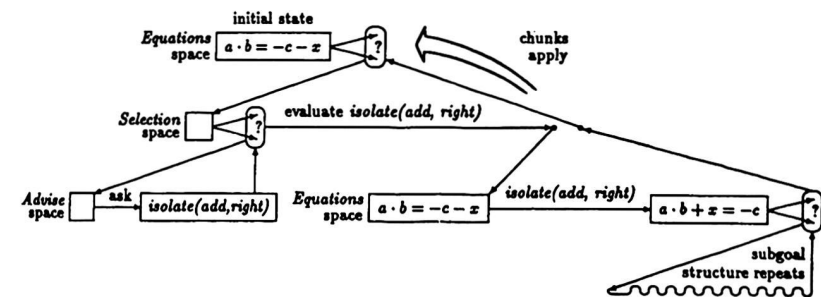 initial state
Equations space
a · b = −c − x
?
chunks apply
Selection space
?
evaluate isolate(add, right)
Advise space
ask
isolate(add,right)
Equations space
a · b = −c − x
isolate(add, right)
a · b + x = −c
?
subgoal
structure repeats